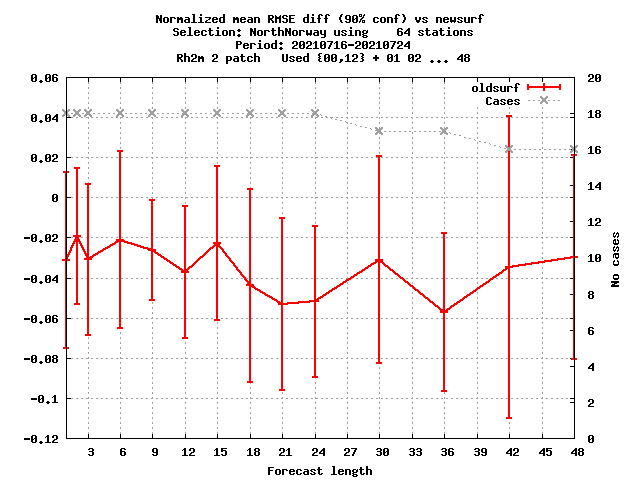 Normalized mean RMSE diff (90% conf) vs newsurf
Selection: NorthNorway using    64 stations
Period: 20210716-20210724
Rh2m 2 patch   Used {00,12} + 01 02 ... 48
oldsurf
Cases
0.06
0.04
0.02
0
-0.02
-0.04
-0.06
-0.08
-0.1
-0.12
20
18
16
14
12
10
8
6
4
2
0
No cases
3 6 9 12 15 18 21 24 27 30 33 36 39 42 45 48
Forecast length